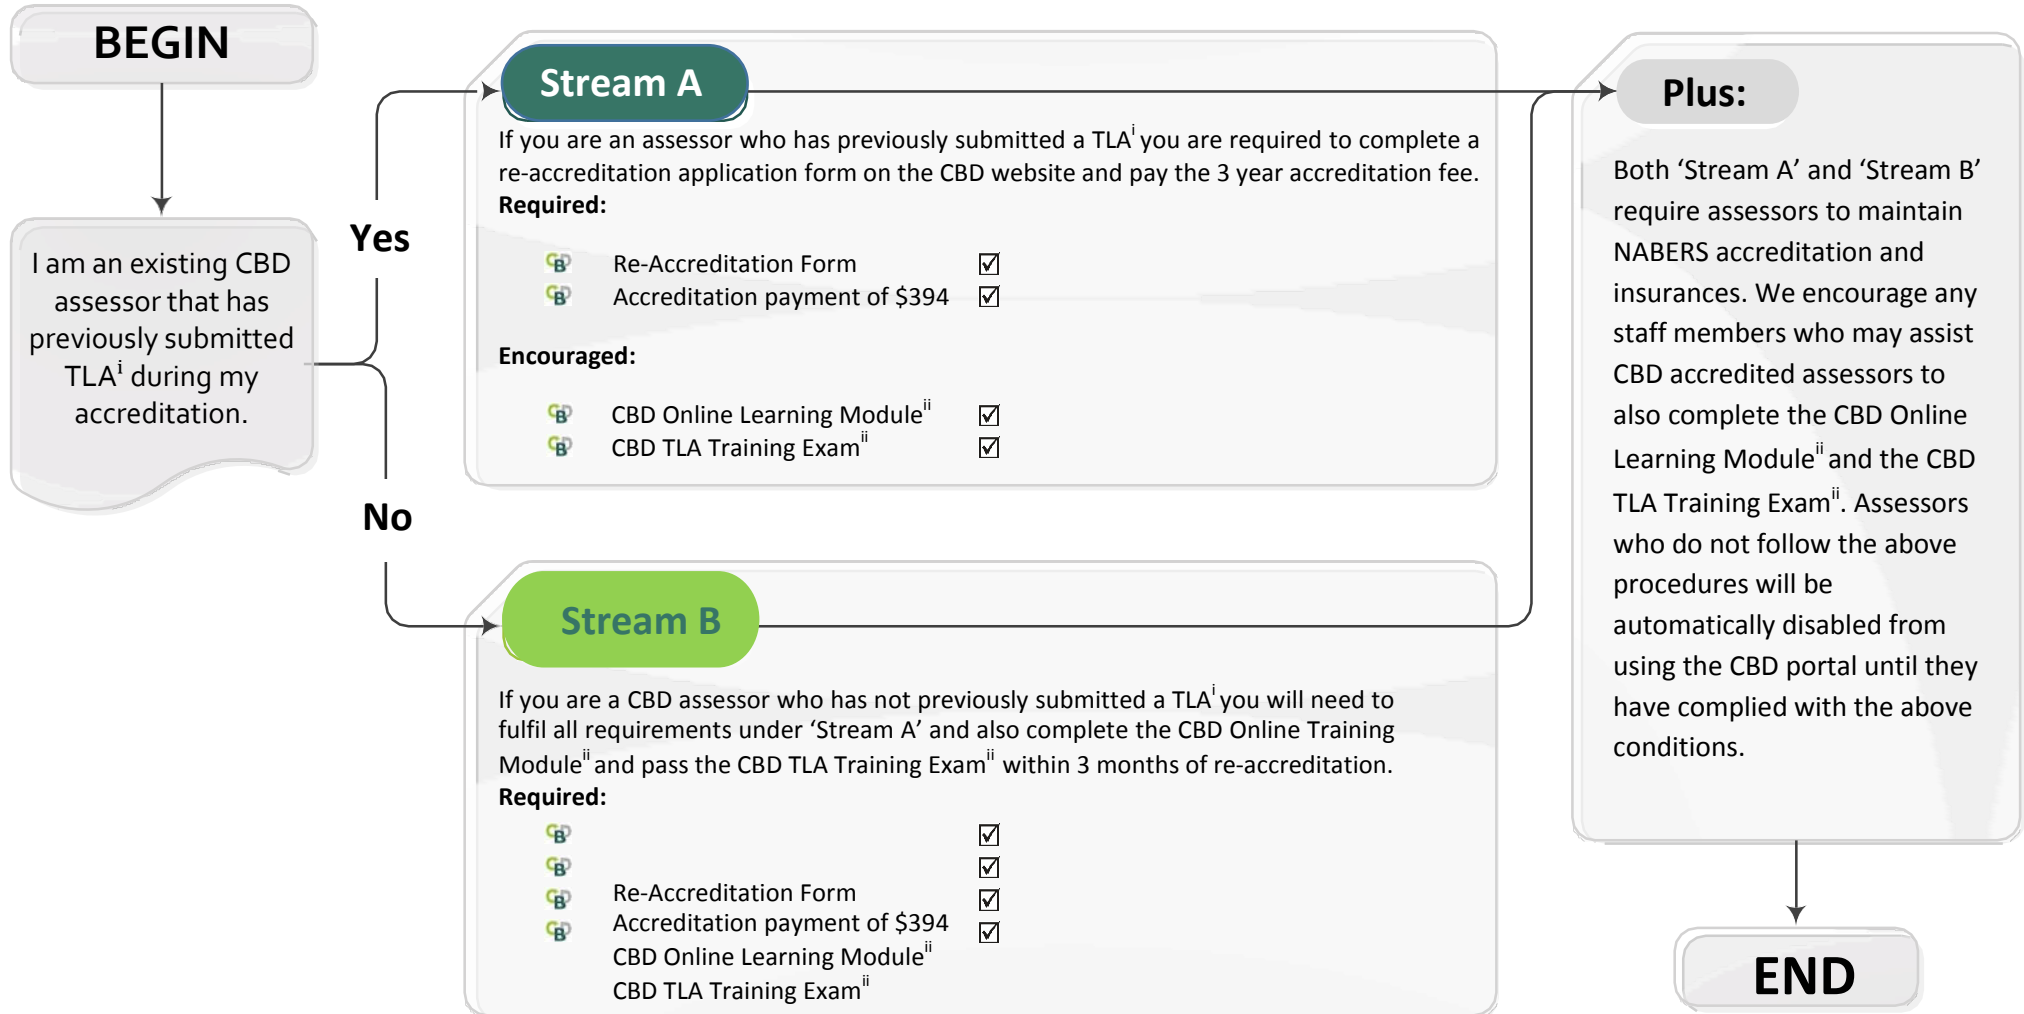 BEGIN
I am an existing CBD
assessor that has
previously submitted
TLAⁱ during my
accreditation.
Yes
No
Stream A
If you are an assessor who has previously submitted a TLAⁱ you are required to complete a
re-accreditation application form on the CBD website and pay the 3 year accreditation fee.
Required:
CBD Re-Accreditation Form ☑
CBD Accreditation payment of $394 ☑
Encouraged:
CBD CBD Online Learning Moduleⁱⁱ ☑
CBD CBD TLA Training Examⁱⁱ ☑
Stream B
If you are a CBD assessor who has not previously submitted a TLAⁱ you will need to
fulfil all requirements under ‘Stream A’ and also complete the CBD Online Training
Moduleⁱⁱ and pass the CBD TLA Training Examⁱⁱ within 3 months of re-accreditation.
Required:
CBD ☑
CBD ☑
CBD Re-Accreditation Form ☑
CBD Accreditation payment of $394 ☑
CBD Online Learning Moduleⁱⁱ
CBD TLA Training Examⁱⁱ
Plus:
Both ‘Stream A’ and ‘Stream B’
require assessors to maintain
NABERS accreditation and
insurances. We encourage any
staff members who may assist
CBD accredited assessors to
also complete the CBD Online
Learning Moduleⁱⁱ and the CBD
TLA Training Examⁱⁱ. Assessors
who do not follow the above
procedures will be
automatically disabled from
using the CBD portal until they
have complied with the above
conditions.
END